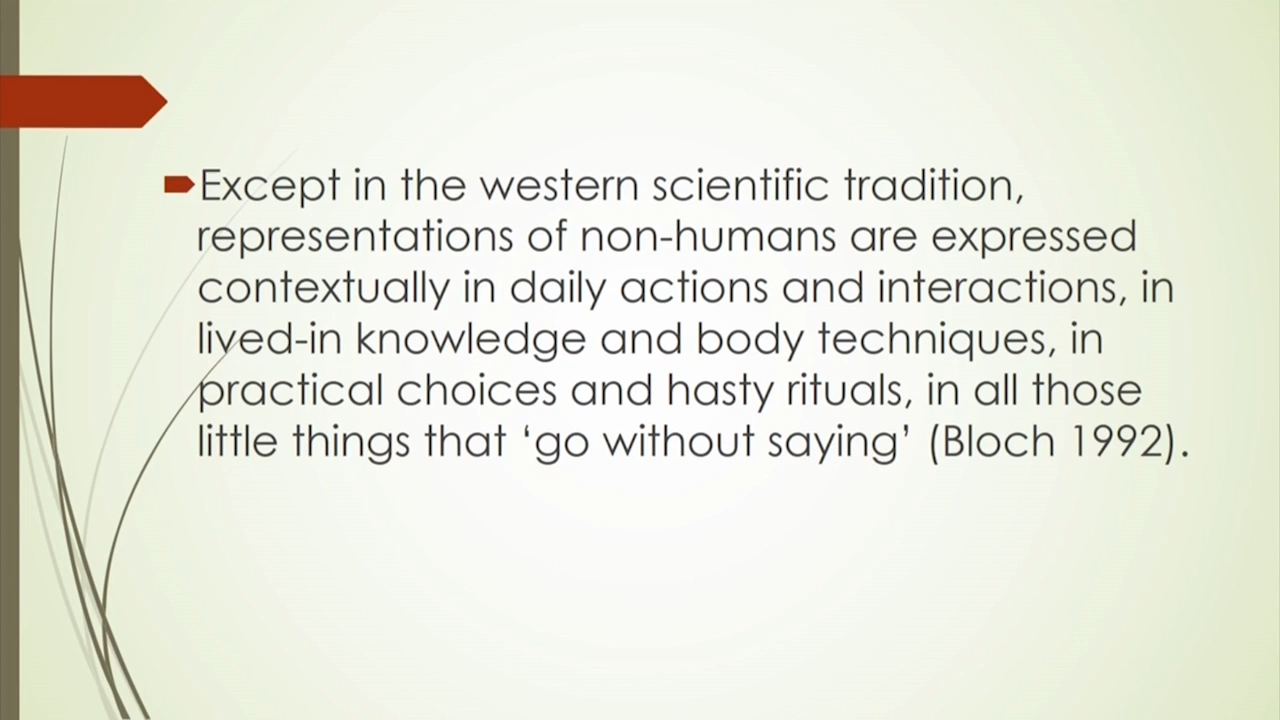 Except in the western scientific tradition,
representations of non-humans are expressed
contextually in daily actions and interactions, in
lived-in knowledge and body techniques, in
practical choices and hasty rituals, in all those
little things that ‘go without saying’ (Bloch 1992).